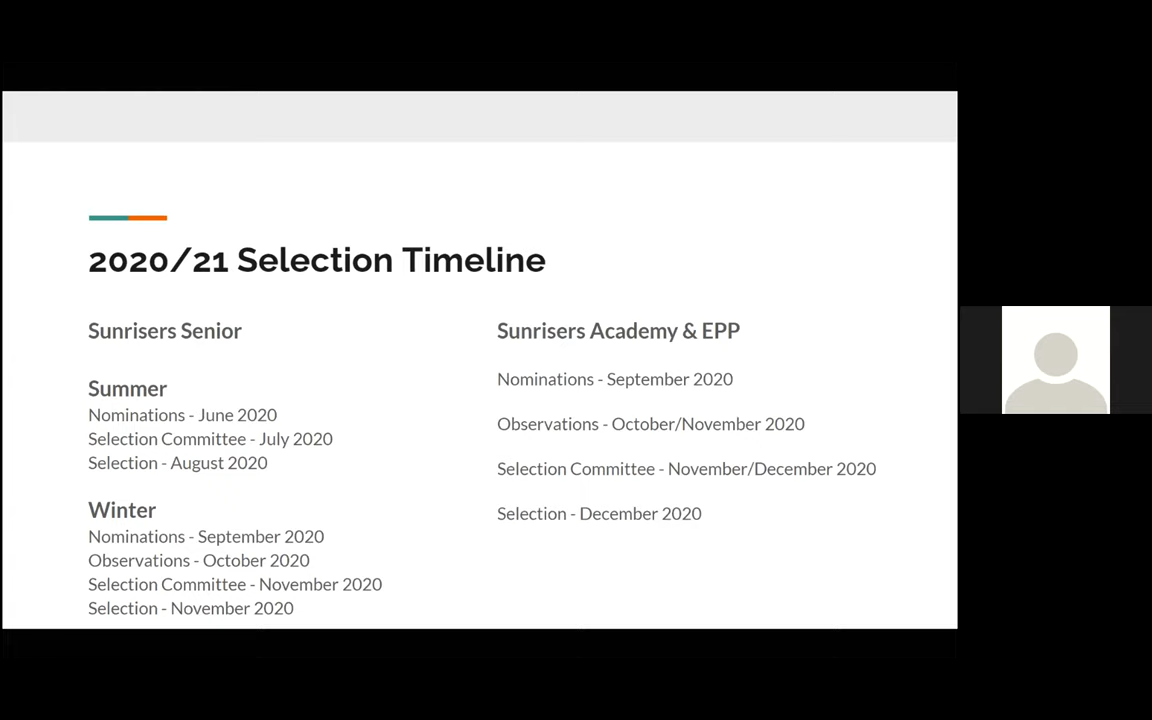 2020/21 Selection Timeline
Sunrisers Senior
Summer
Nominations - June 2020
Selection Committee - July 2020
Selection - August 2020
Winter
Nominations - September 2020
Observations - October 2020
Selection Committee - November 2020
Selection - November 2020
Sunrisers Academy & EPP
Nominations - September 2020
Observations - October/November 2020
Selection Committee - November/December 2020
Selection - December 2020